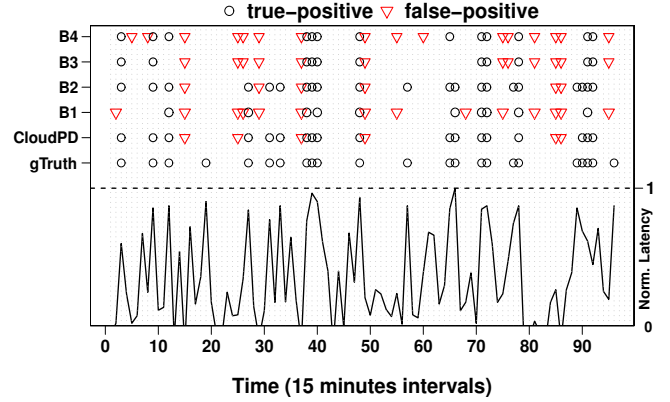 true-positive false-positive
B4
B3
B2
B1
CloudPD
gTruth
1
Norm. Latency
0
0 10 20 30 40 50 60 70 80 90
Time (15 minutes intervals)